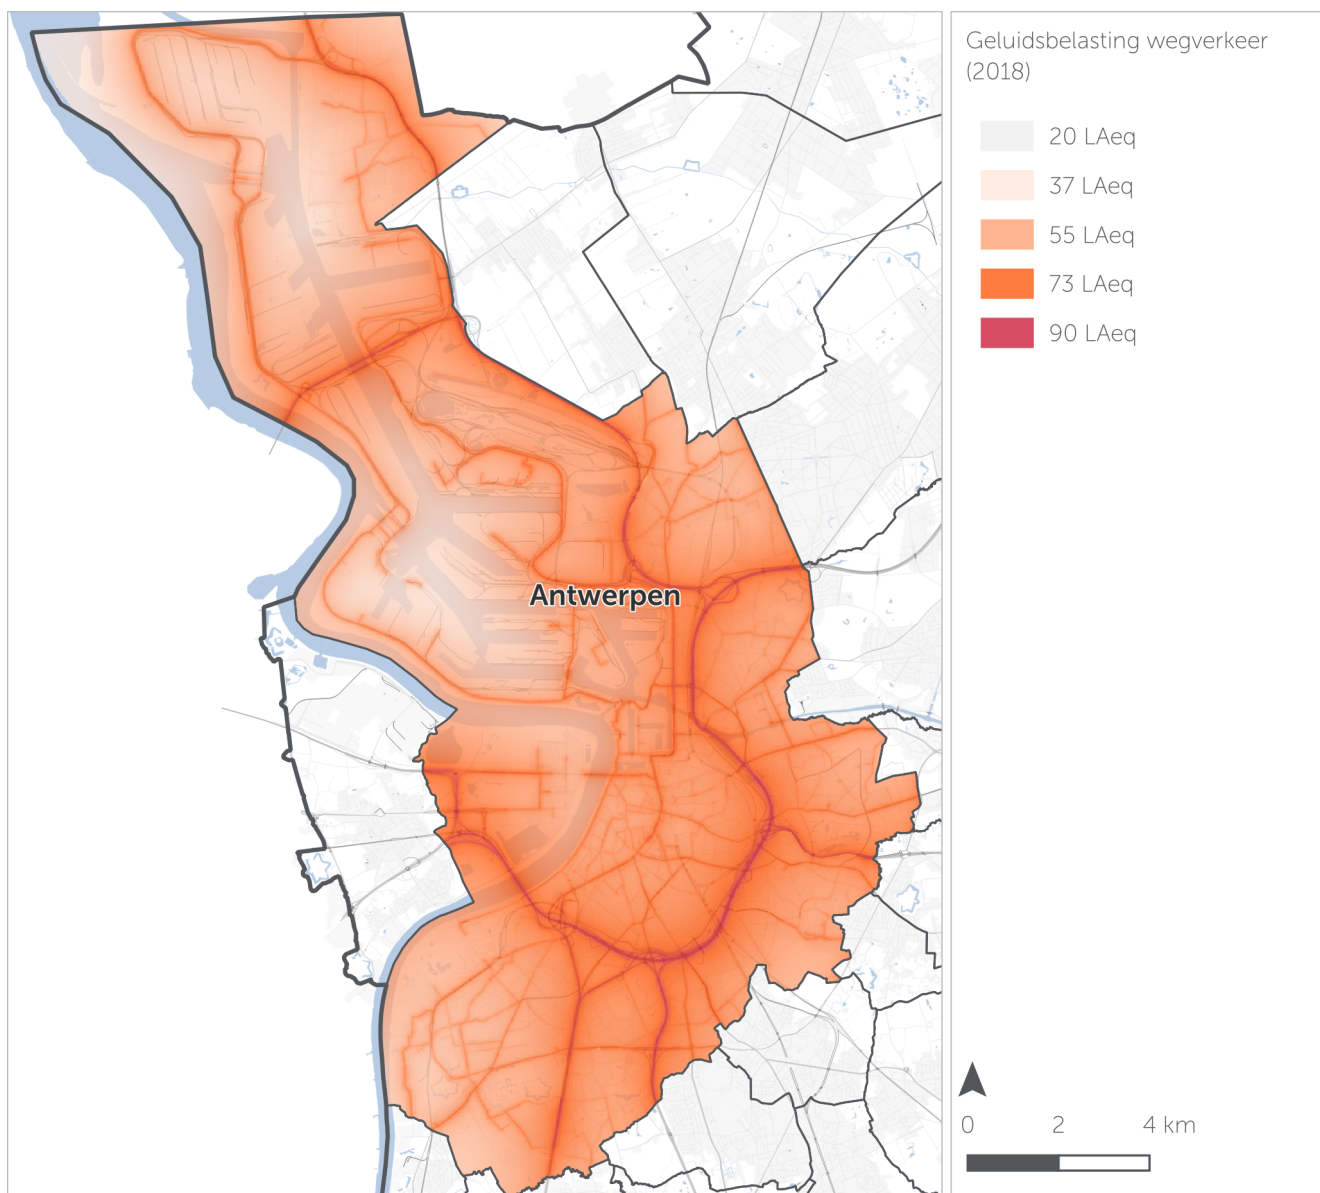 Geluidsbelasting wegverkeer
(2018)
20 LAeq
37 LAeq
55 LAeq
73 LAeq
90 LAeq
Antwerpen
0 2 4 km